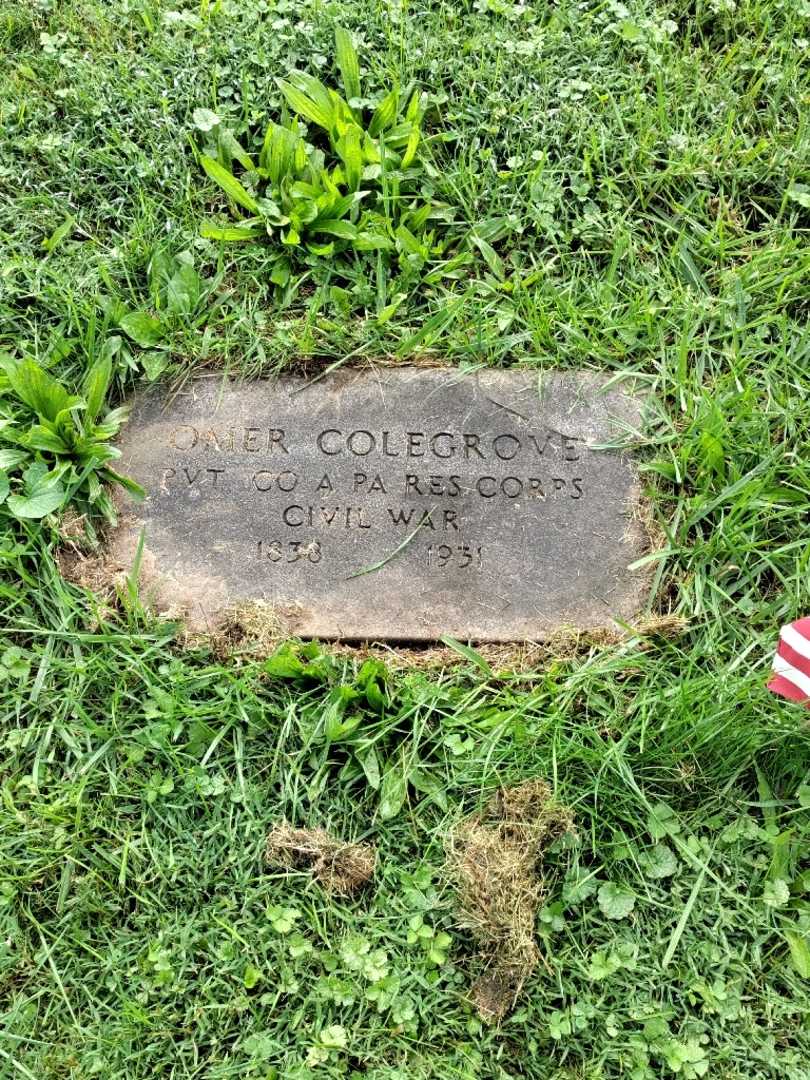 OMER COLEGROVE
PVT CO A PA RES CORPS
CIVIL WAR
1838 1931